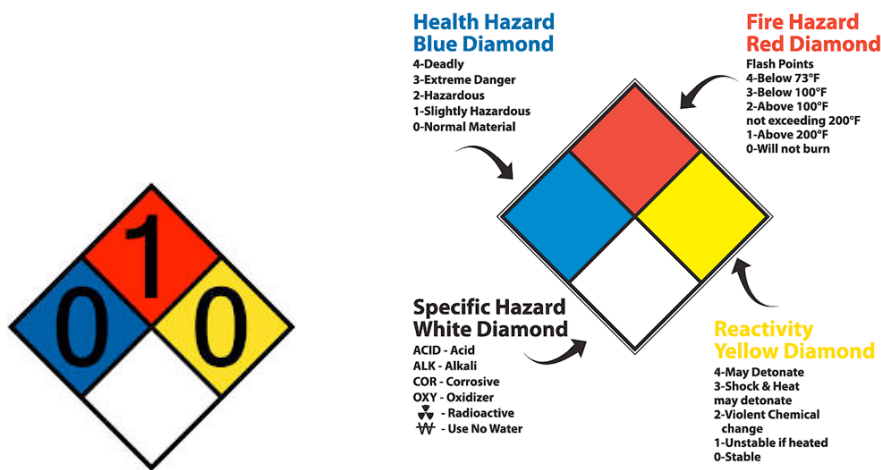 1
0 0
Health Hazard
Blue Diamond
4-Deadly
3-Extreme Danger
2-Hazardous
1-Slightly Hazardous
0-Normal Material
Fire Hazard
Red Diamond
Flash Points
4-Below 73°F
3-Below 100°F
2-Above 100°F
not exceeding 200°F
1-Above 200°F
0-Will not burn
Specific Hazard
White Diamond
ACID - Acid
ALK - Alkali
COR - Corrosive
OXY - Oxidizer
- Radioactive
W - Use No Water
Reactivity
Yellow Diamond
4-May Detonate
3-Shock & Heat
may detonate
2-Violent Chemical
change
1-Unstable if heated
0-Stable